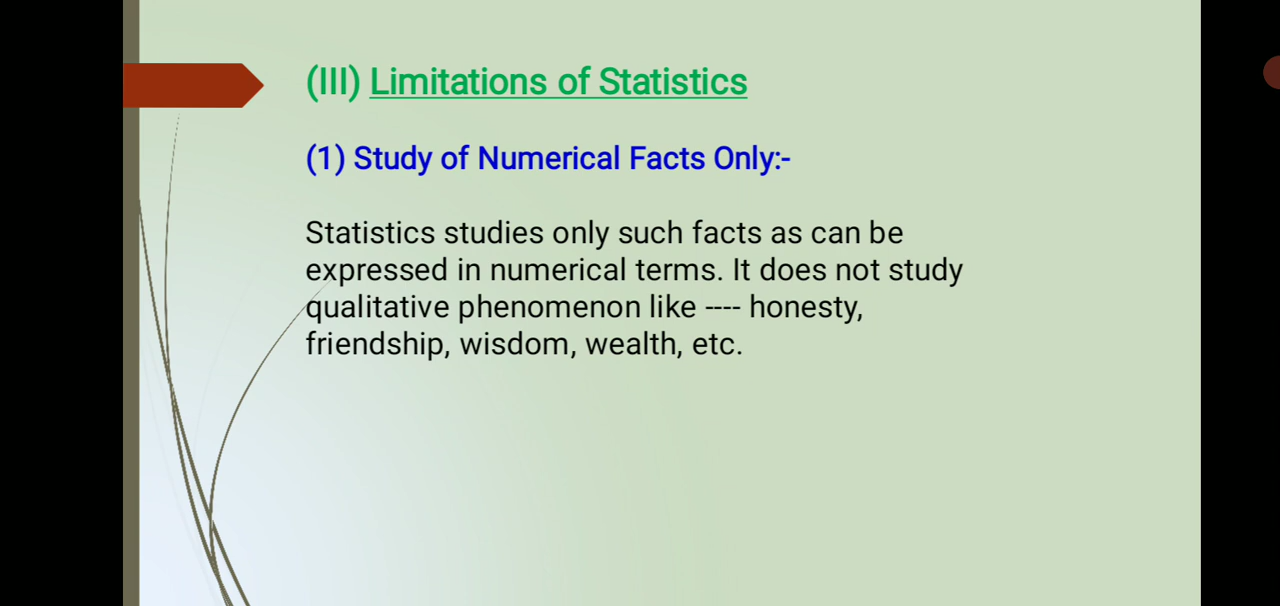 (III) Limitations of Statistics
(1) Study of Numerical Facts Only:-
Statistics studies only such facts as can be
expressed in numerical terms. It does not study
qualitative phenomenon like ---- honesty,
friendship, wisdom, wealth, etc.